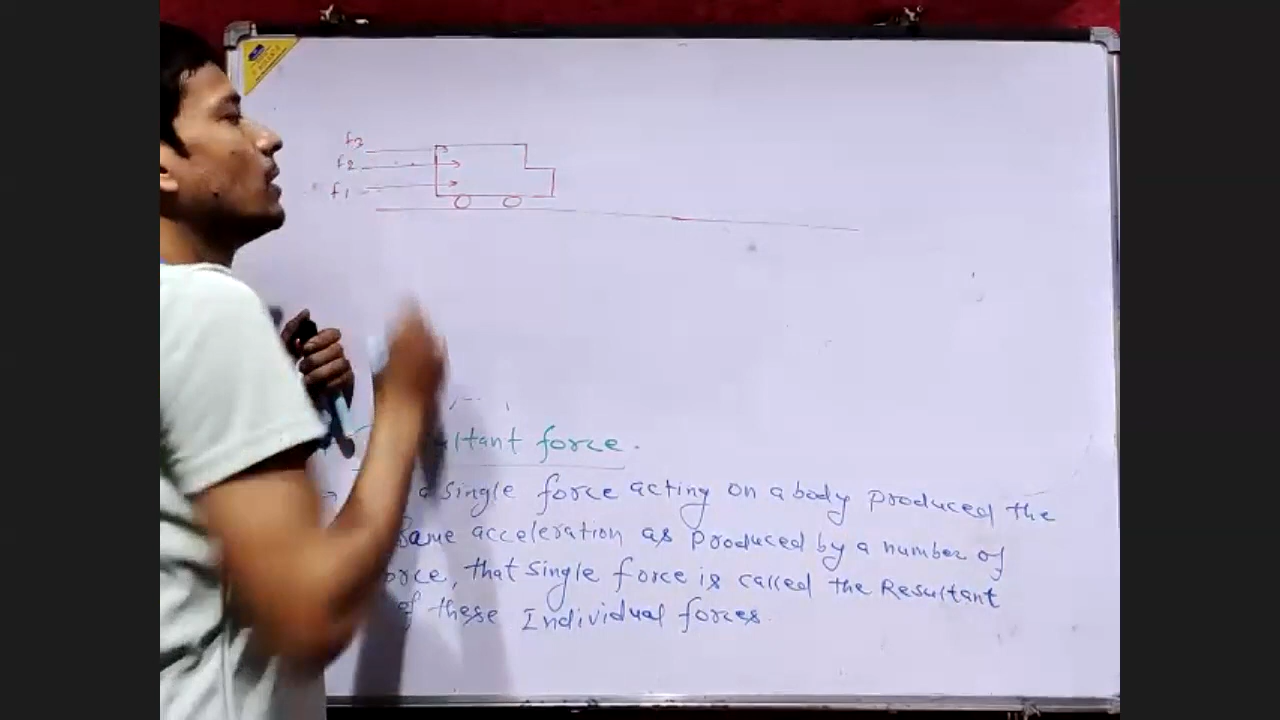 f3
f2
f1
ltant force.
a single force acting on a body produced the
Same acceleration as produced by a number of
orce, that single force is called the Resultant
of these Individual forces.